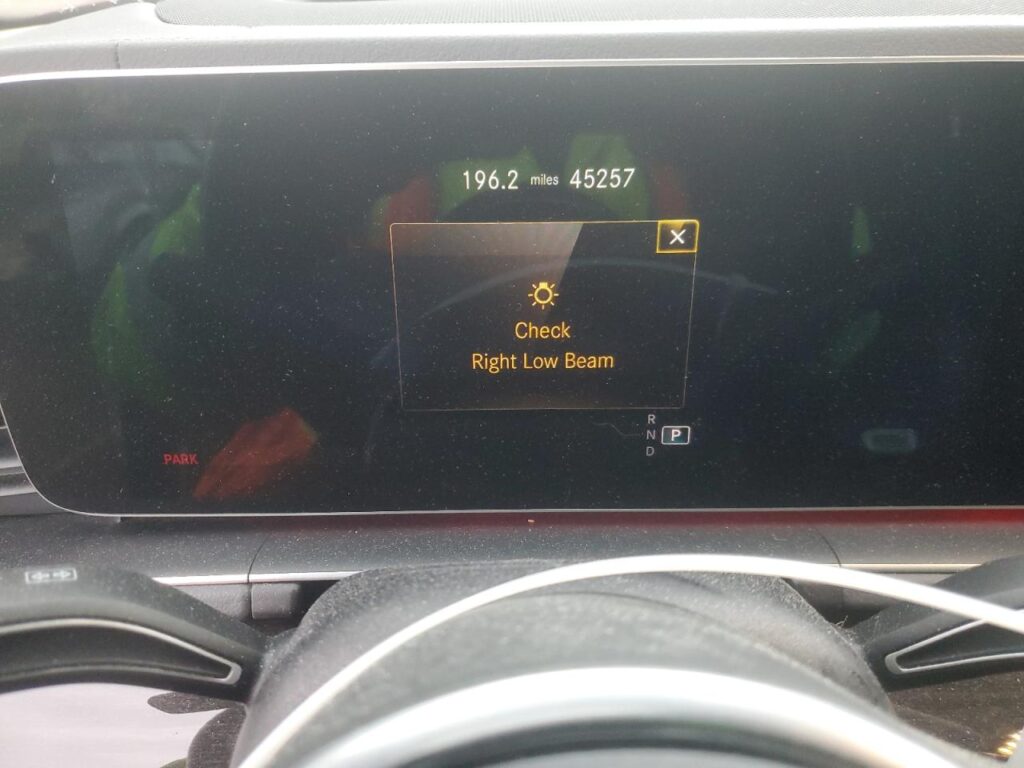 196.2 miles 45257
X
Check
Right Low Beam
R
N P
D
PARK